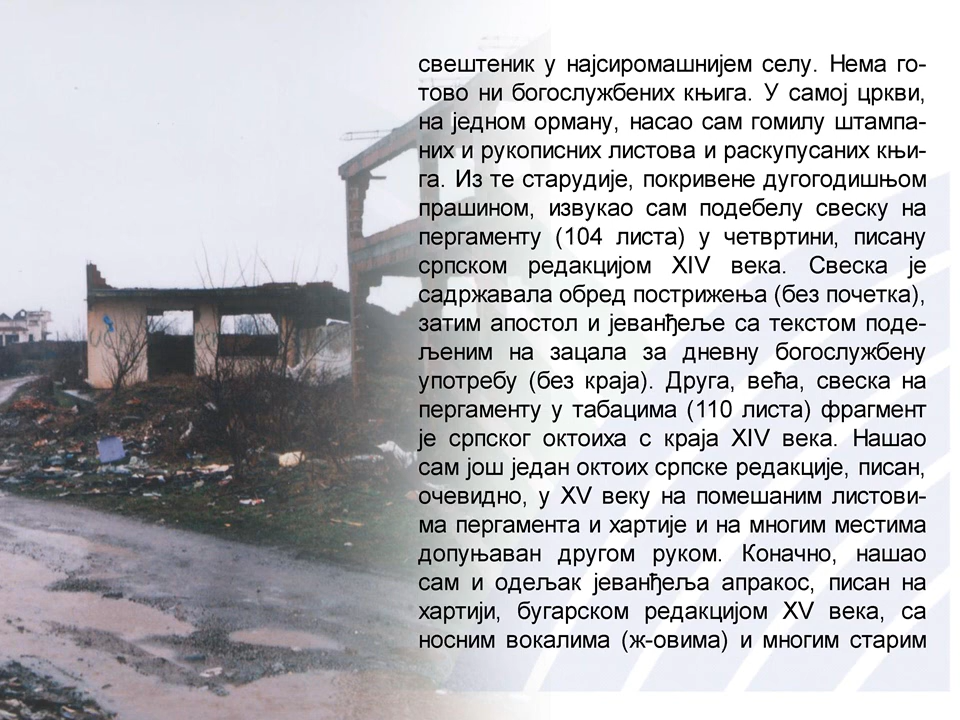 свештеник у најсиромашнијем селу. Нема го-
тово ни богослужбених књига. У самој цркви,
на једном орману, насао сам гомилу штампа-
них и рукописних листова и раскупусаних књи-
га. Из те старудије, покривене дугогодишњом
прашином, извукао сам подебелу свеску на
пергаменту (104 листа) у четвртини, писану
српском редакцијом XIV века. Свеска је
садржавала обред пострижења (без почетка),
затим апостол и јеванђеље са текстом поде-
љеним на зацала за дневну богослужбену
употребу (без краја). Друга, већа, свеска на
пергаменту у табацима (110 листа) фрагмент
је српског октоиха с краја XIV века. Нашао
сам још један октоих српске редакције, писан,
очевидно, у XV веку на помешаним листови-
ма пергамента и хартије и на многим местима
допуњаван другом руком. Коначно, нашао
сам и одељак јеванђеља апракос, писан на
хартији, бугарском редакцијом XV века, са
носним вокалима (ж-овима) и многим старим